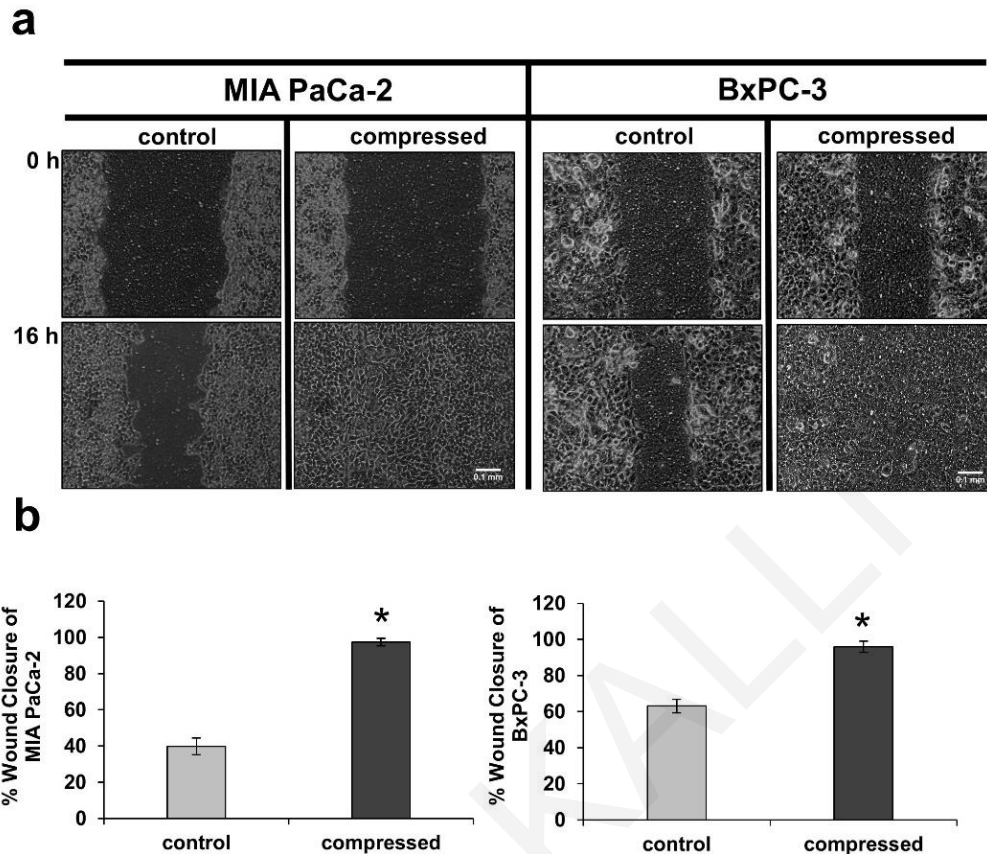 a
MIA PaCa-2
BxPC-3
control
compressed
control
compressed
0 h
16 h
0.1 mm
0.1 mm
b
% Wound Closure of
MIA PaCa-2
120
100
80
60
40
20
0
*
control
compressed
% Wound Closure of
BxPC-3
120
100
80
60
40
20
0
*
control
compressed
KALLI